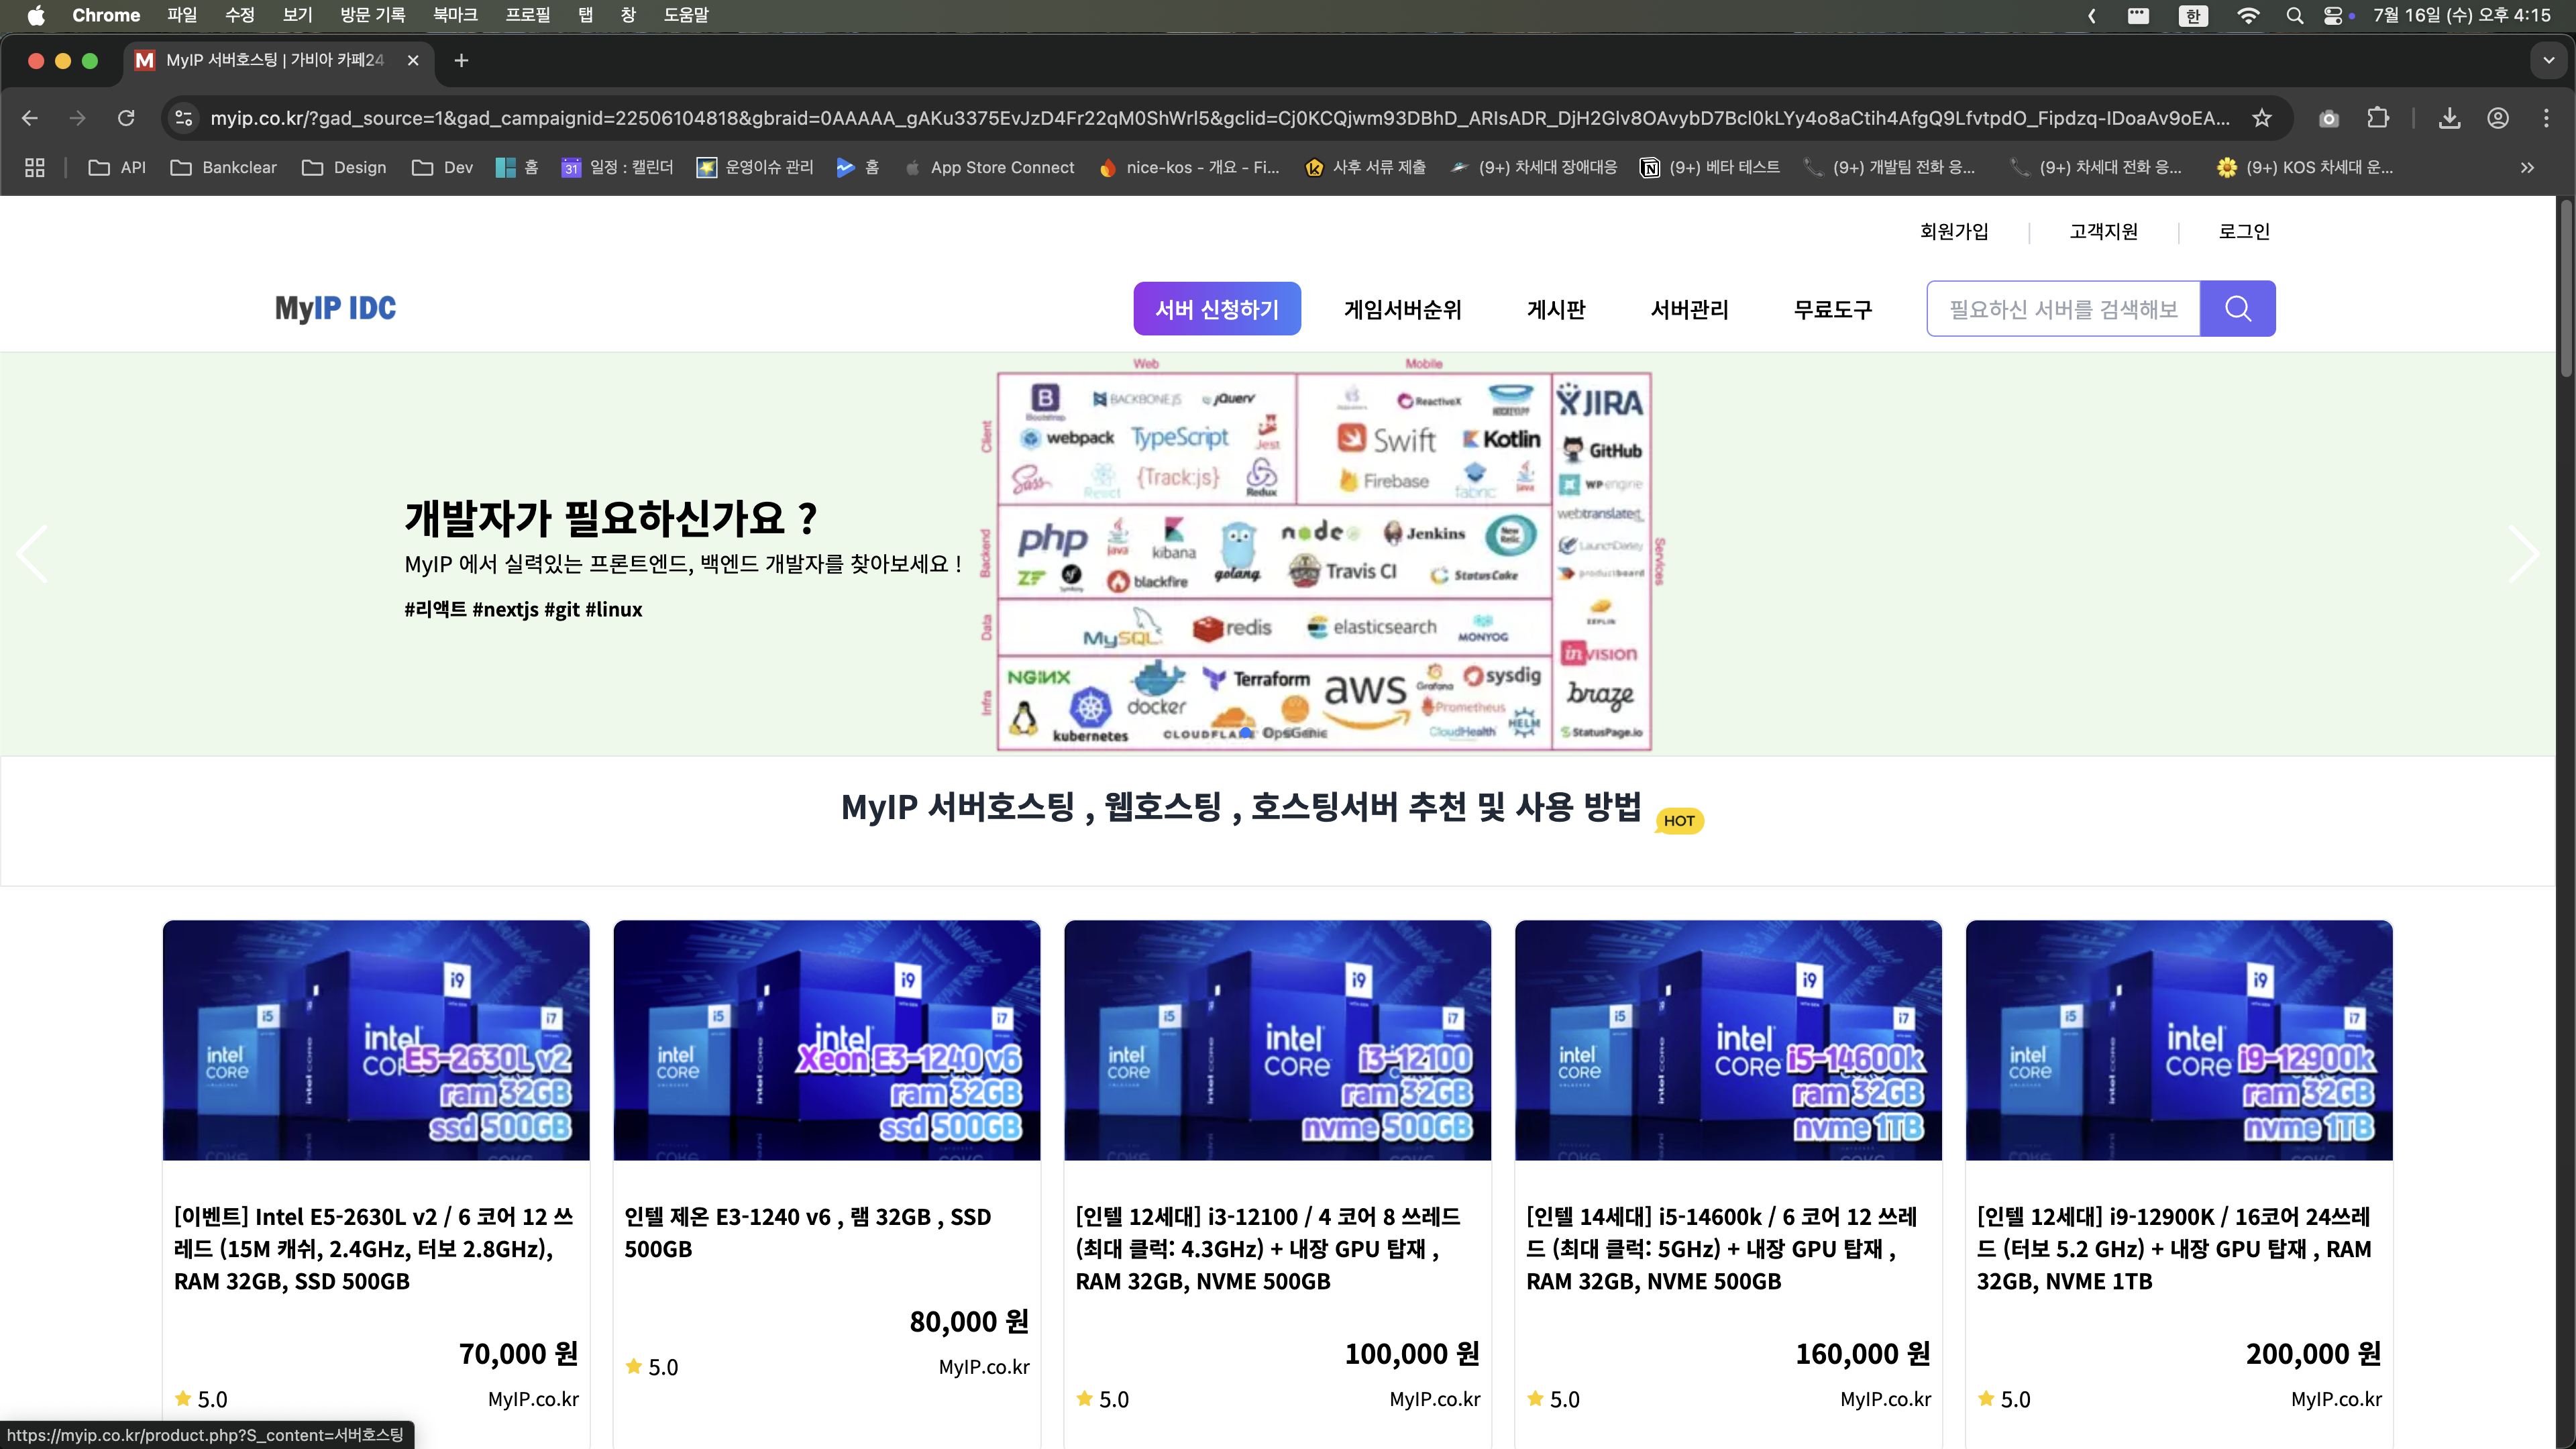 Chrome 파일 수정 보기 방문 기록 북마크 프로필 탭 창 도움말 한 7월 16일 (수) 오후 4:15
M MyIP 서버호스팅 | 가비아 카페24
myip.co.kr/?gad_source=1&gad_campaignid=22506104818&gbraid=0AAAAA_gAKu3375EvJzD4Fr22qM0ShWrl5&gclid=Cj0KCQjwm93DBhD_ARIsADR_DjH2Glv8OAvybD7Bcl0kLYy4o8aCtih4AfgQ9LfvtpdO_Fipdzq-IDoaAv9oEA...
API Bankclear Design Dev 홈 31 일정 : 캘린더 운영이슈 관리 홈 App Store Connect nice-kos - 개요 - Fi... 사후 서류 제출 (9+) 차세대 장애대응 (9+) 베타 테스트 (9+) 개발팀 전화 응... (9+) 차세대 전화 응... (9+) KOS 차세대 운...
회원가입 고객지원 로그인
MyIP IDC 서버 신청하기 게임서버순위 게시판 서버관리 무료도구 필요하신 서버를 검색해보
개발자가 필요하신가요 ?
MyIP 에서 실력있는 프론트엔드, 백엔드 개발자를 찾아보세요 !
#리액트 #nextjs #git #linux
Web Mobile
Client
B BACKBONE.JS jQuery
Bootstrap
webpack TypeScript Jest
Sass React {Track:js} Redux
ReactiveX HOCKEYAPP
Swift Kotlin
Firebase fabric Java
Backend
php Java kibana golang node Jenkins New Relic
ZF Symfony blackfire Travis CI StatusCake
Data
MySQL redis elasticsearch MONYOG
Infra
NGINX docker Terraform aws Grafana sysdig
kubernetes CLOUDFLARE OpsGenie Prometheus CloudHealth HELM
Services
JIRA
GitHub
WP engine
webtranslateit
LaunchDarkly
productboard
ZEPLIN
invision
braze
StatusPage.io
MyIP 서버호스팅 , 웹호스팅 , 호스팅서버 추천 및 사용 방법 HOT
i9
i5 i7
intel CORE
intel CORE
E5-2630L v2
ram 32GB
ssd 500GB
[이벤트] Intel E5-2630L v2 / 6 코어 12 쓰
레드 (15M 캐쉬, 2.4GHz, 터보 2.8GHz),
RAM 32GB, SSD 500GB
70,000 원
5.0 MyIP.co.kr
i9
i5 i7
intel CORE
intel
Xeon E3-1240 v6
ram 32GB
ssd 500GB
인텔 제온 E3-1240 v6 , 램 32GB , SSD
500GB
80,000 원
5.0 MyIP.co.kr
i9
i5 i7
intel CORE
intel CORE
i3-12100
ram 32GB
nvme 500GB
[인텔 12세대] i3-12100 / 4 코어 8 쓰레드
(최대 클럭: 4.3GHz) + 내장 GPU 탑재 ,
RAM 32GB, NVME 500GB
100,000 원
5.0 MyIP.co.kr
i9
i5 i7
intel CORE
intel CORE
i5-14600k
ram 32GB
nvme 1TB
[인텔 14세대] i5-14600k / 6 코어 12 쓰레
드 (최대 클럭: 5GHz) + 내장 GPU 탑재 ,
RAM 32GB, NVME 500GB
160,000 원
5.0 MyIP.co.kr
i9
i5 i7
intel CORE
intel CORE
i9-12900k
ram 32GB
nvme 1TB
[인텔 12세대] i9-12900K / 16코어 24쓰레
드 (터보 5.2 GHz) + 내장 GPU 탑재 , RAM
32GB, NVME 1TB
200,000 원
5.0 MyIP.co.kr
https://myip.co.kr/product.php?S_content=서버호스팅